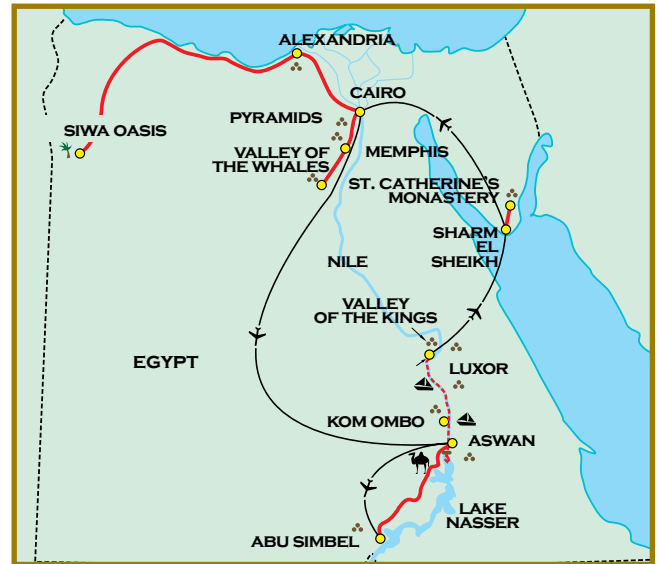 ALEXANDRIA
CAIRO
PYRAMIDS
SIWA OASIS
VALLEY OF
THE WHALES
MEMPHIS
ST. CATHERINE'S
MONASTERY
SHARM
EL
SHEIKH
NILE
VALLEY
OF THE KINGS
EGYPT
LUXOR
KOM OMBO
ASWAN
LAKE
NASSER
ABU SIMBEL